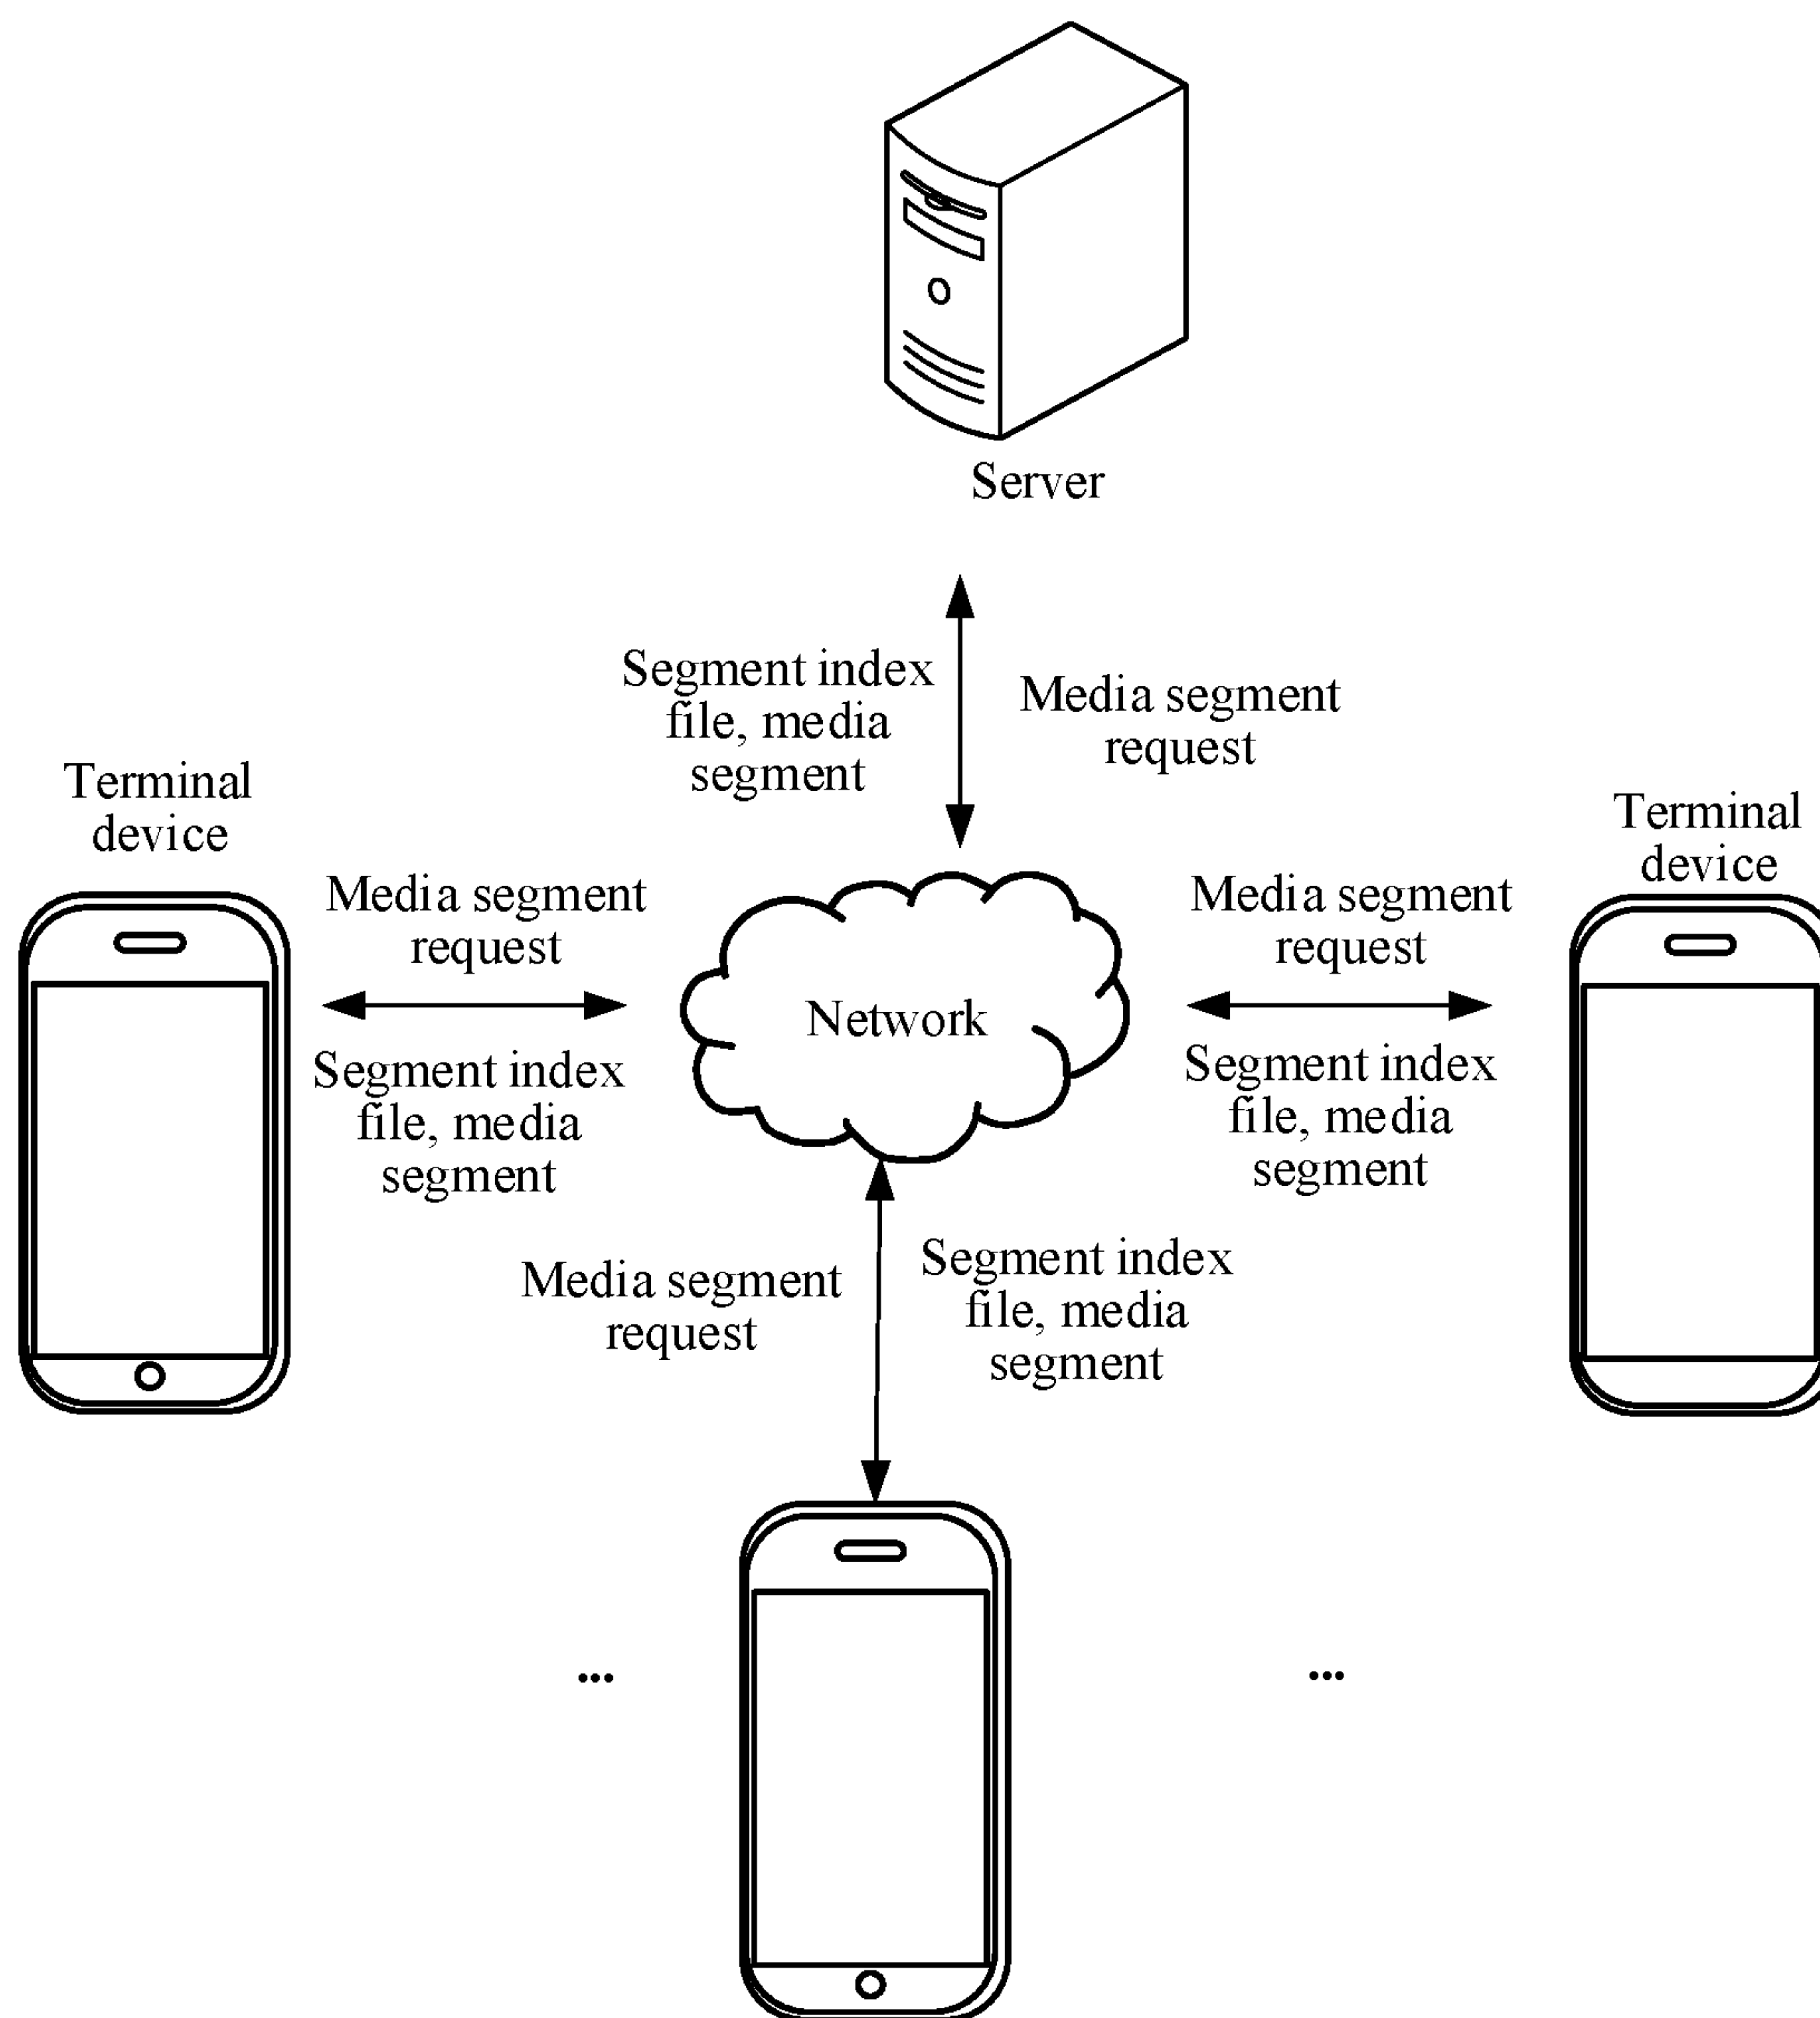 Server
Segment index
file, media
segment
Media segment
request
Terminal
device
Terminal
device
Media segment
request
Media segment
request
Network
Segment index
file, media
segment
Segment index
file, media
segment
Media segment
request
Segment index
file, media
segment
...
...